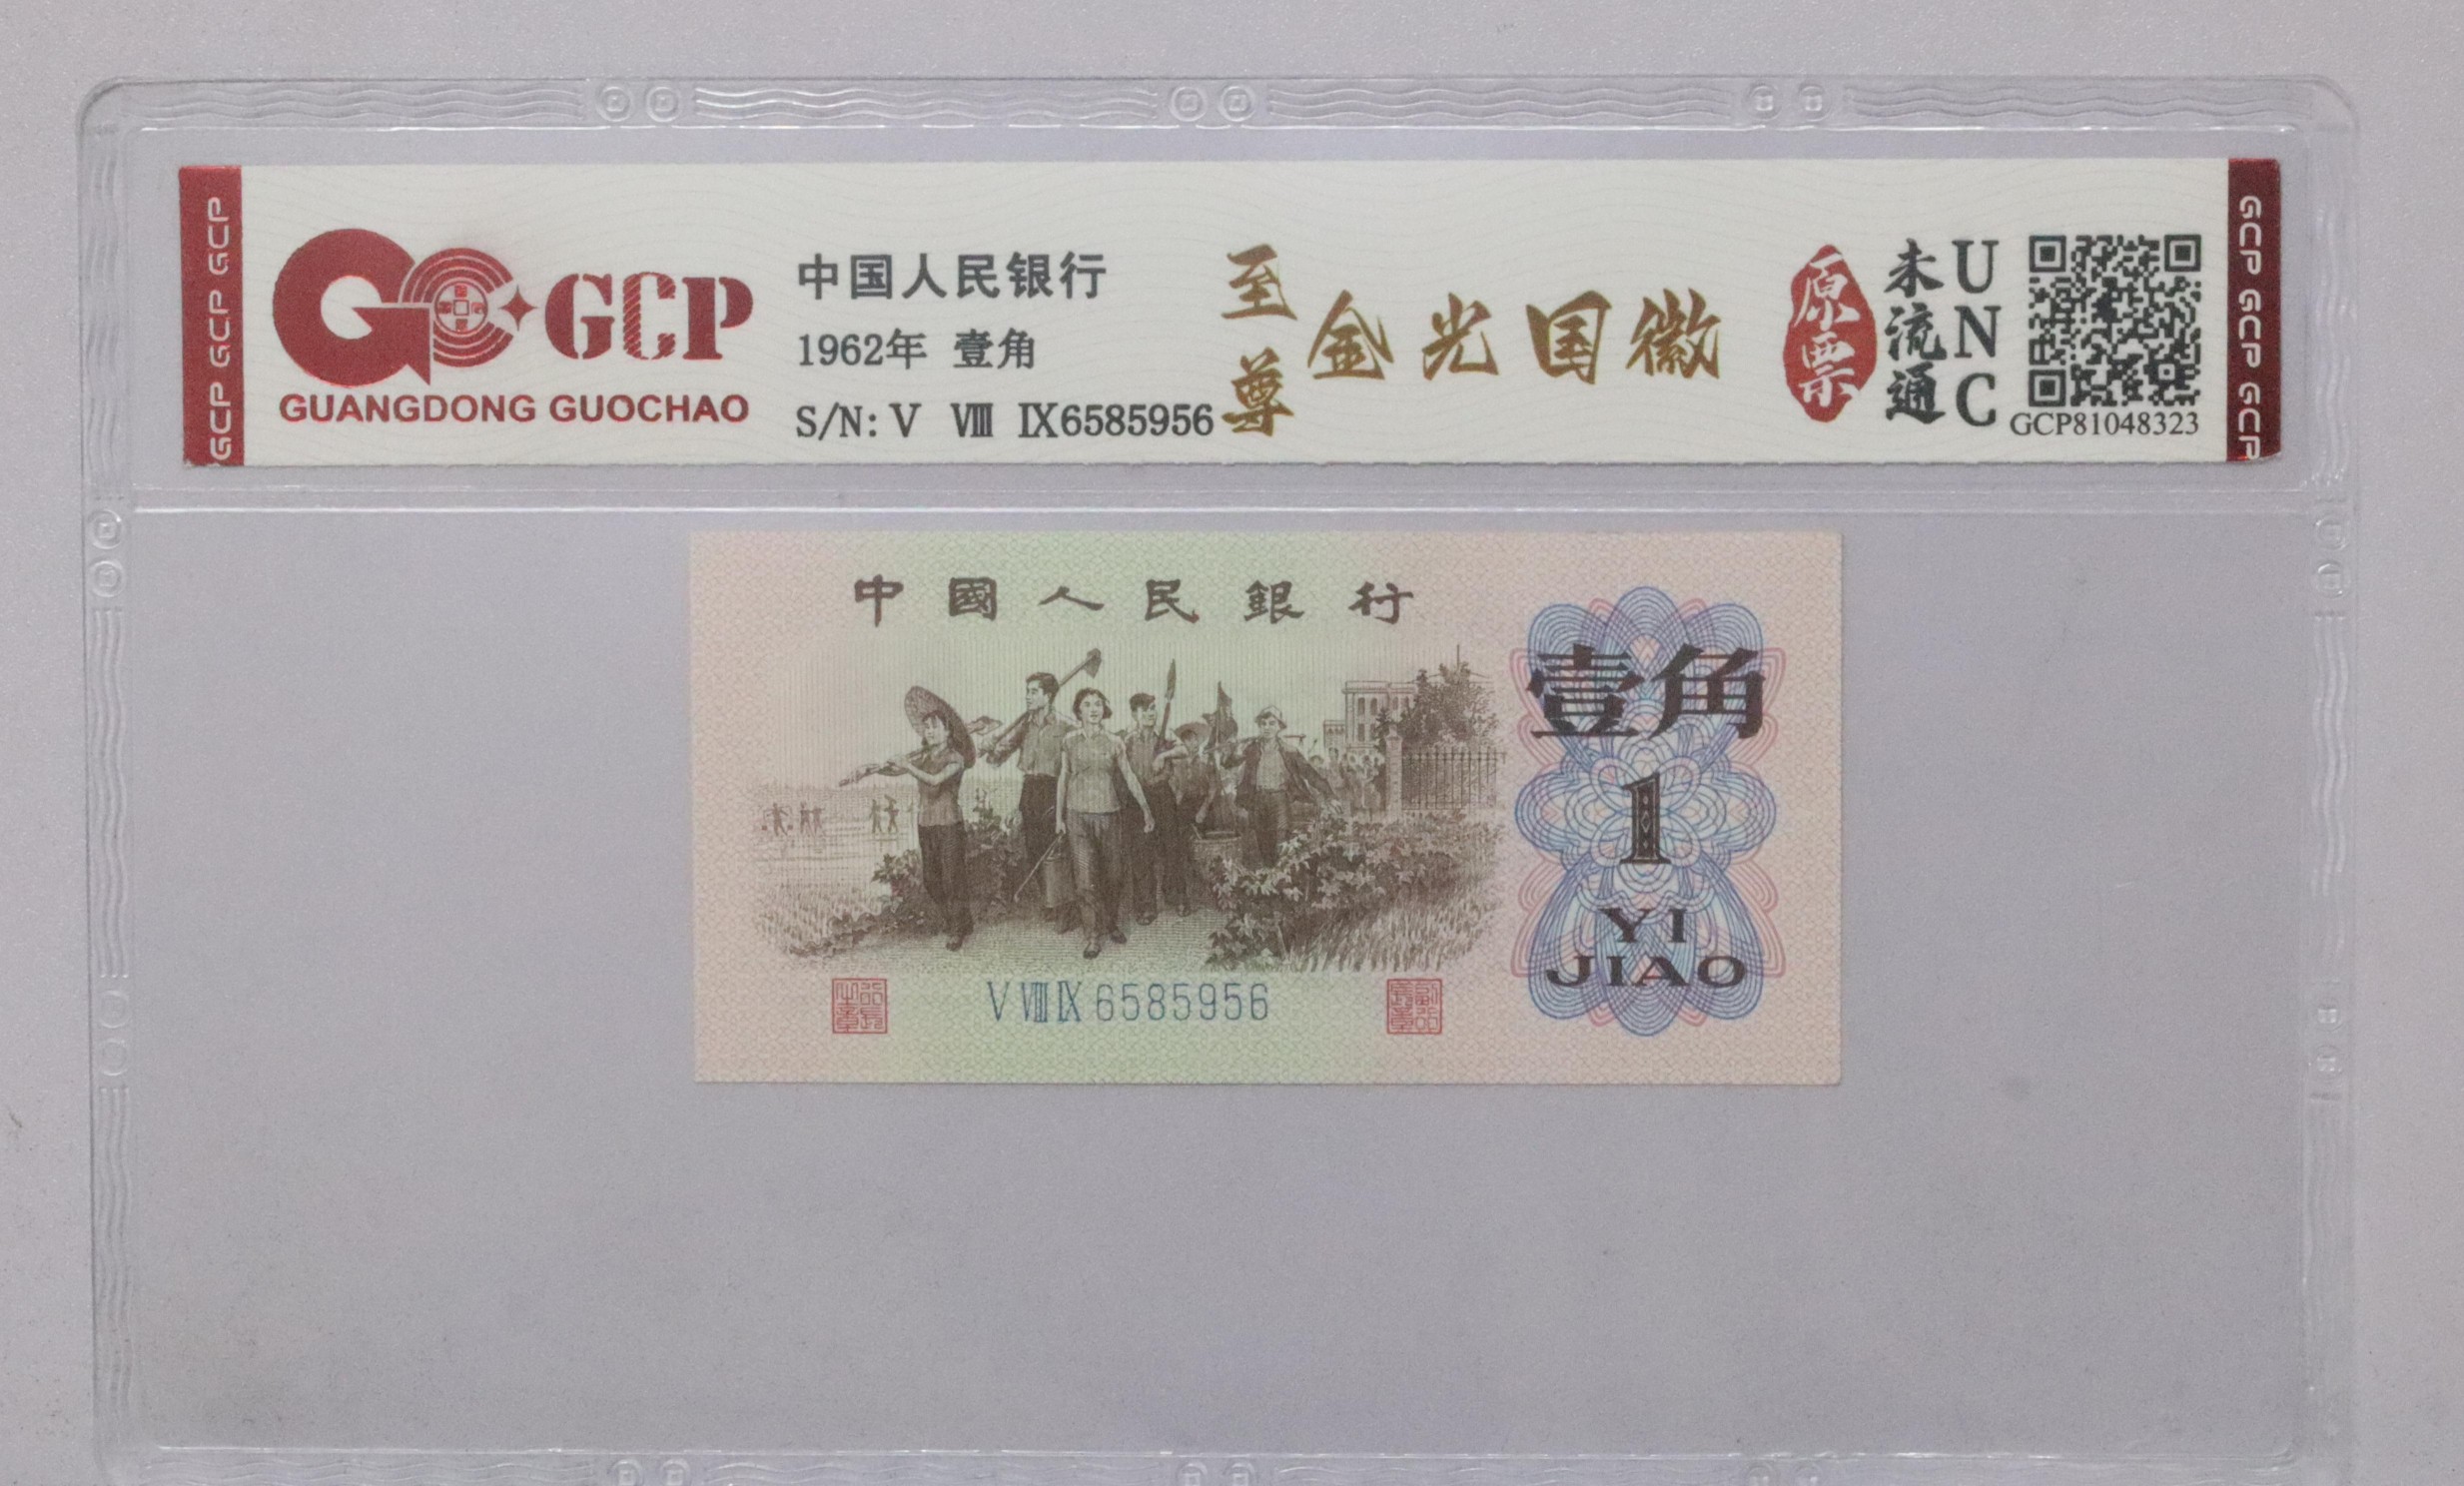 GCP GCP GCP
GCP
GUANGDONG GUOCHAO
中国人民银行
1962年 壹角
S/N: V Ⅷ Ⅸ6585956
至尊
金光国徽
原票
未流通
UNC
GCP81048323
GCP GCP GCP
中國人民銀行
壹角
1
YI
JIAO
V Ⅷ Ⅸ 6585956